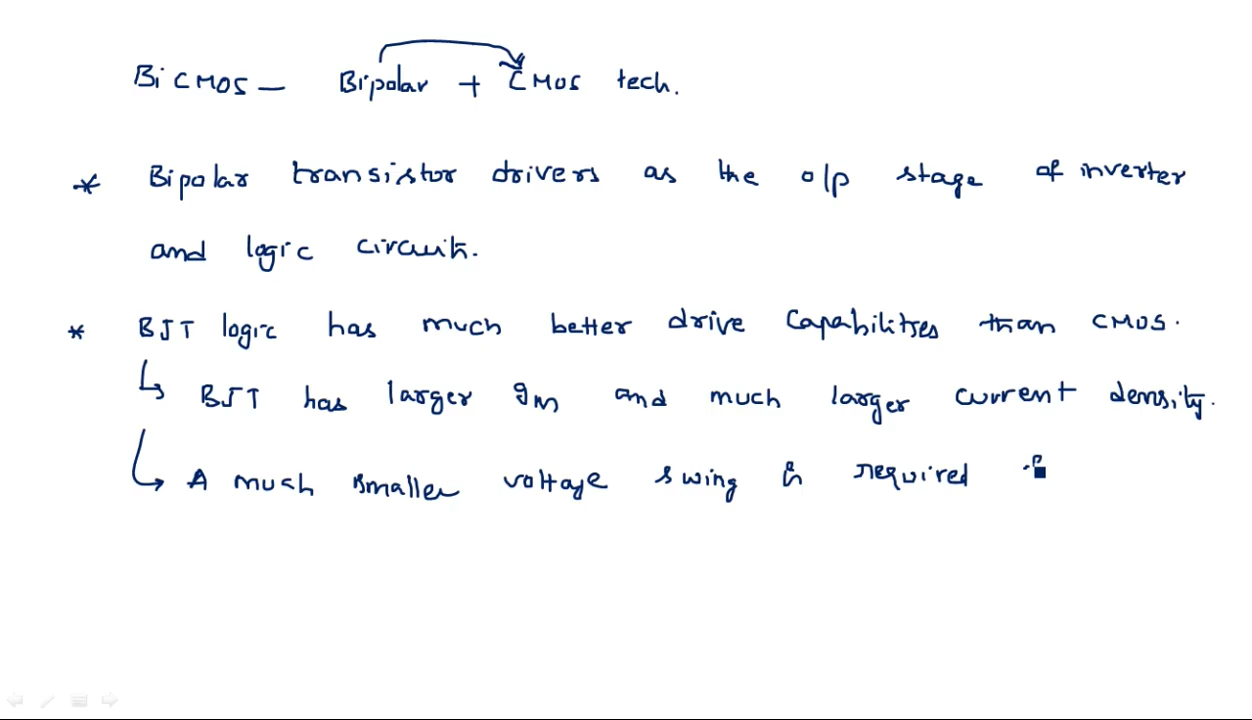 BiCMOS - Bipolar + CMOS tech.
* Bipolar transistor drivers as the o/p stage of inverter
and logic circuits.
* BJT logic has much better drive capabilities than CMOS.
↳ BJT has larger gm and much larger current density.
↳ A much smaller voltage swing is required